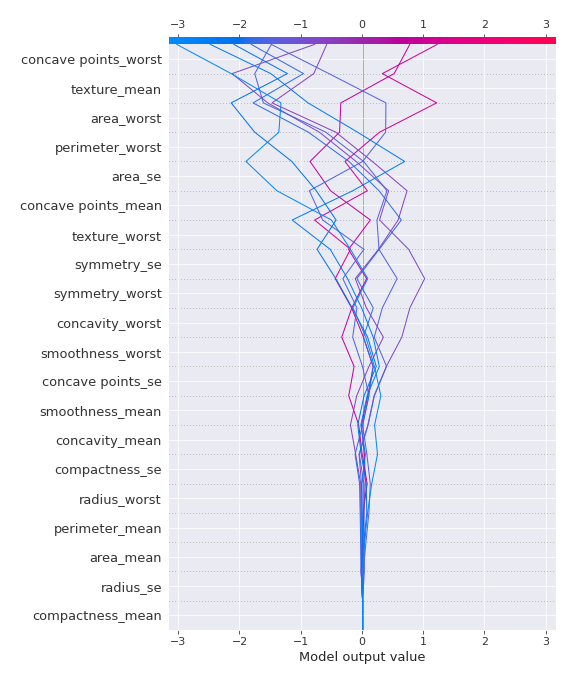 −3 −2 −1 0 1 2 3
concave points_worst
texture_mean
area_worst
perimeter_worst
area_se
concave points_mean
texture_worst
symmetry_se
symmetry_worst
concavity_worst
smoothness_worst
concave points_se
smoothness_mean
concavity_mean
compactness_se
radius_worst
perimeter_mean
area_mean
radius_se
compactness_mean
−3 −2 −1 0 1 2 3
Model output value